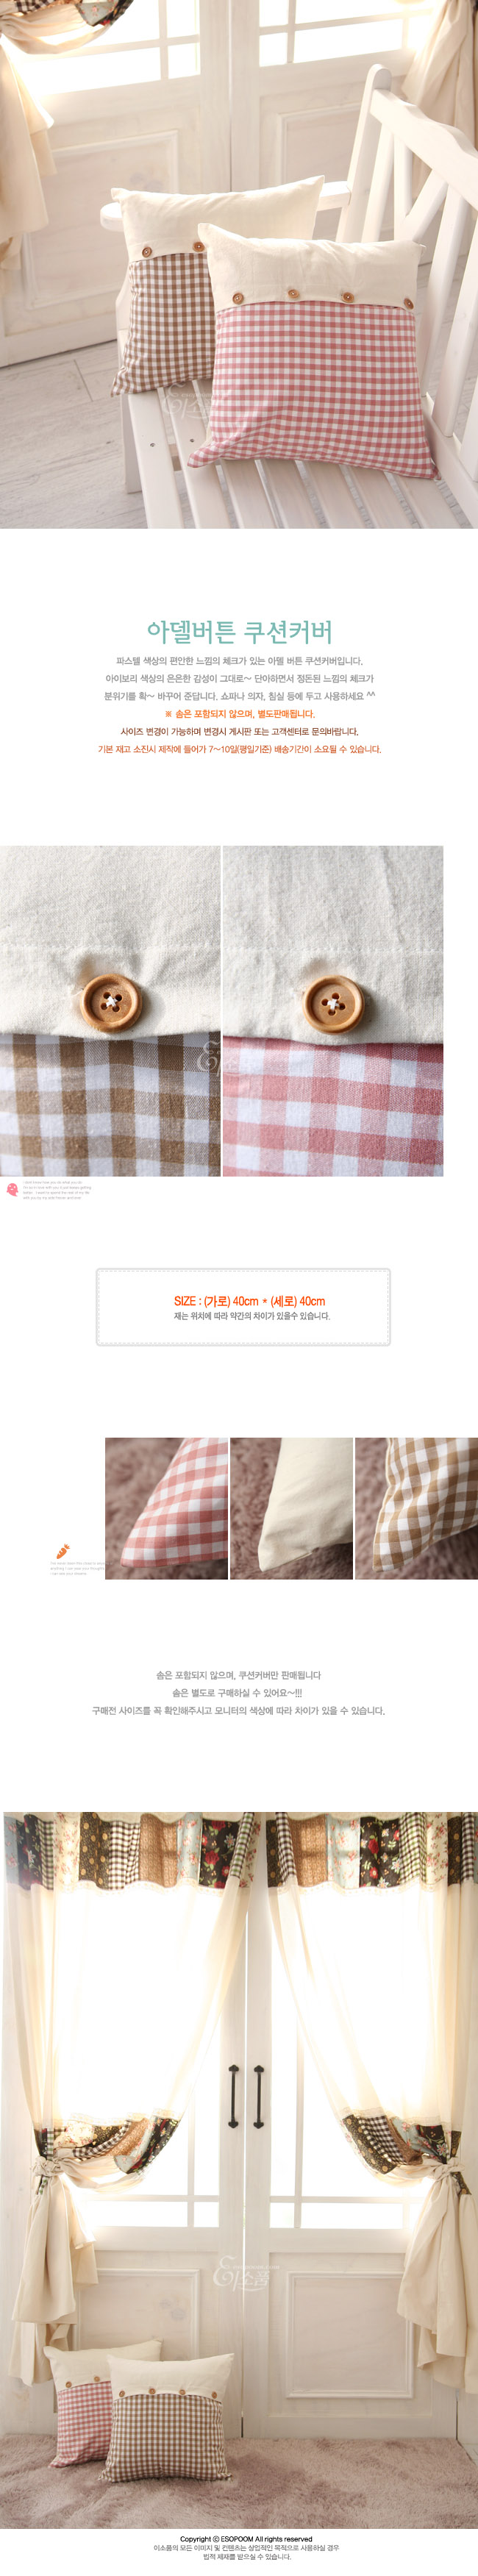 이소품
아델버튼 쿠션커버
파스텔 색상의 편안한 느낌의 체크가 있는 아델 버튼 쿠션커버입니다.
아이보리 색상의 은은한 감성이 그대로~ 단아하면서 정돈된 느낌의 체크가
분위기를 확~ 바꾸어 준답니다. 쇼파나 의자, 침실 등에 두고 사용하세요 ^^
※ 솜은 포함되지 않으며, 별도판매됩니다.
사이즈 변경이 가능하며 변경시 게시판 또는 고객센터로 문의바랍니다.
기본 재고 소진시 제작에 들어가 7~10일(평일기준) 배송기간이 소요될 수 있습니다.
SIZE : (가로) 40cm * (세로) 40cm
재는 위치에 따라 약간의 차이가 있을수 있습니다.
솜은 포함되지 않으며, 쿠션커버만 판매됩니다
솜은 별도로 구매하실 수 있어요~!!!
구매전 사이즈를 꼭 확인해주시고 모니터의 색상에 따라 차이가 있을 수 있습니다.
이소품
Copyright ⓒ ESOPOOM All rights reserved
이소품의 모든 이미지 및 컨텐츠는 상업적인 목적으로 사용하실 경우
법적 제재를 받으실 수 있습니다.